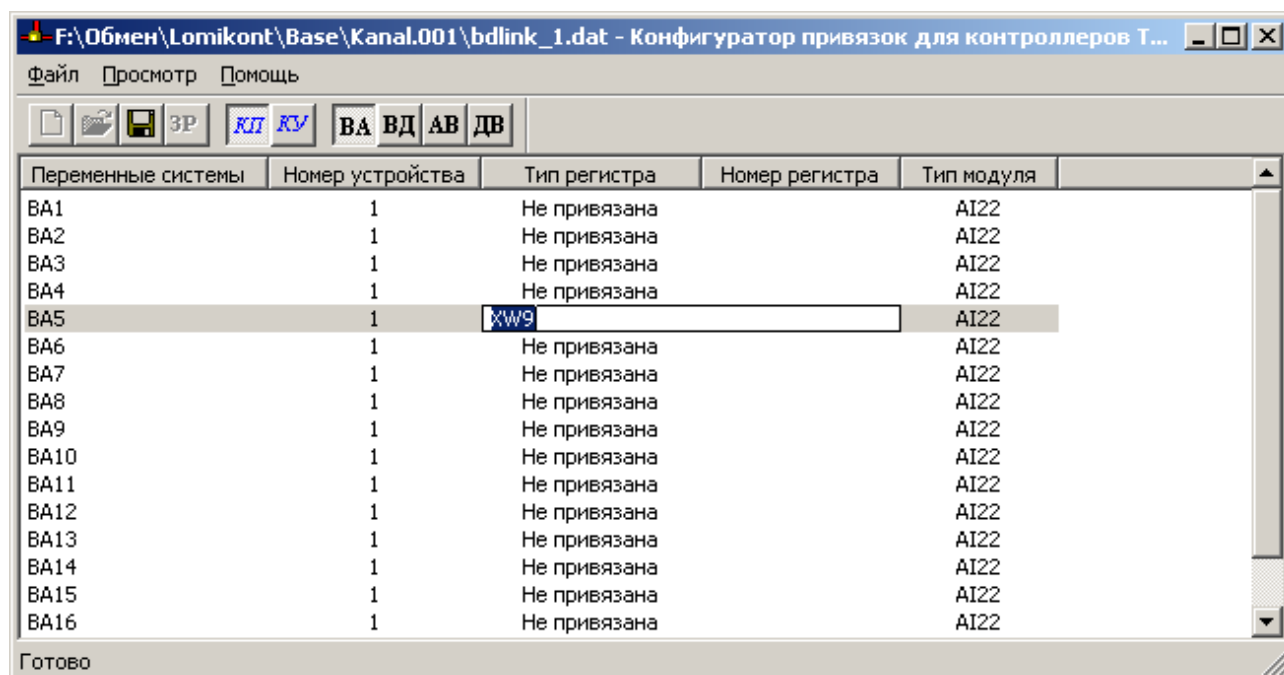 F:\Обмен\Lomikont\Base\Kanal.001\bdlink_1.dat - Конфигуратор привязок для контроллеров Т...
Файл Просмотр Помощь
ЗР КП КУ ВА ВД АВ ДВ
Переменные системы Номер устройства Тип регистра Номер регистра Тип модуля
ВА1 1 Не привязана AI22
ВА2 1 Не привязана AI22
ВА3 1 Не привязана AI22
ВА4 1 Не привязана AI22
ВА5 1 XW9 AI22
ВА6 1 Не привязана AI22
ВА7 1 Не привязана AI22
ВА8 1 Не привязана AI22
ВА9 1 Не привязана AI22
ВА10 1 Не привязана AI22
ВА11 1 Не привязана AI22
ВА12 1 Не привязана AI22
ВА13 1 Не привязана AI22
ВА14 1 Не привязана AI22
ВА15 1 Не привязана AI22
ВА16 1 Не привязана AI22
Готово